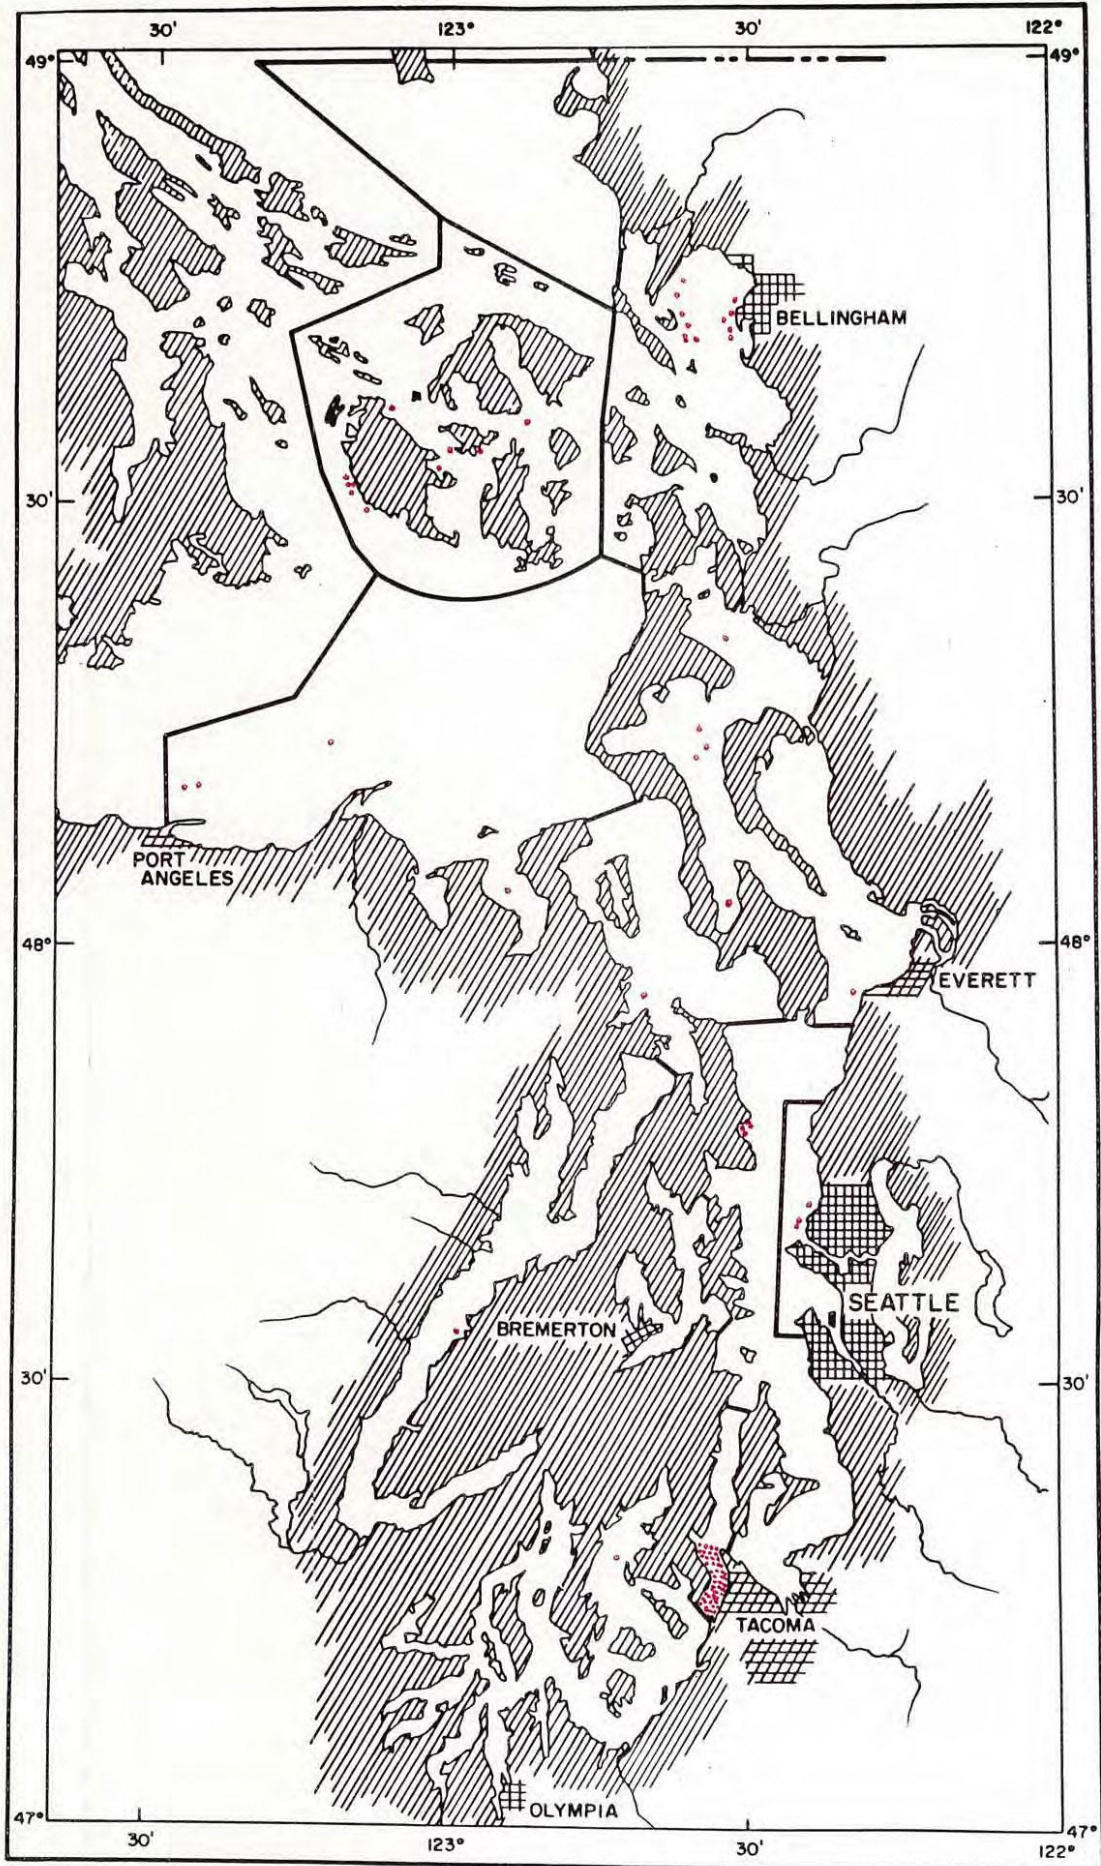 30'
123°
30'
122°
49°
49°
BELLINGHAM
30'
30'
PORT
ANGELES
48°
48°
EVERETT
SEATTLE
BREMERTON
30'
30'
TACOMA
OLYMPIA
47°
47°
30'
123°
30'
122°